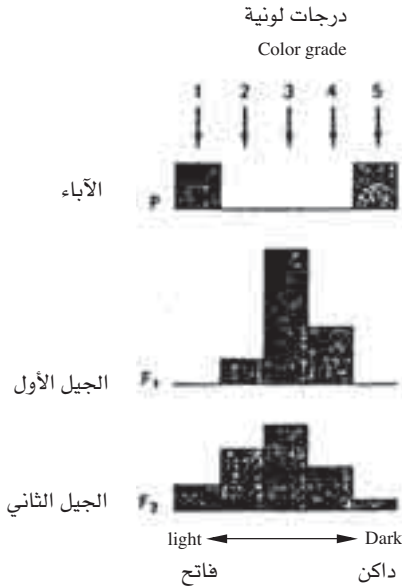 درجات لونية
Color grade
1 2 3 4 5
الآباء P
الجيل الأول F₁
الجيل الثاني F₂
light Dark
فاتح داكن